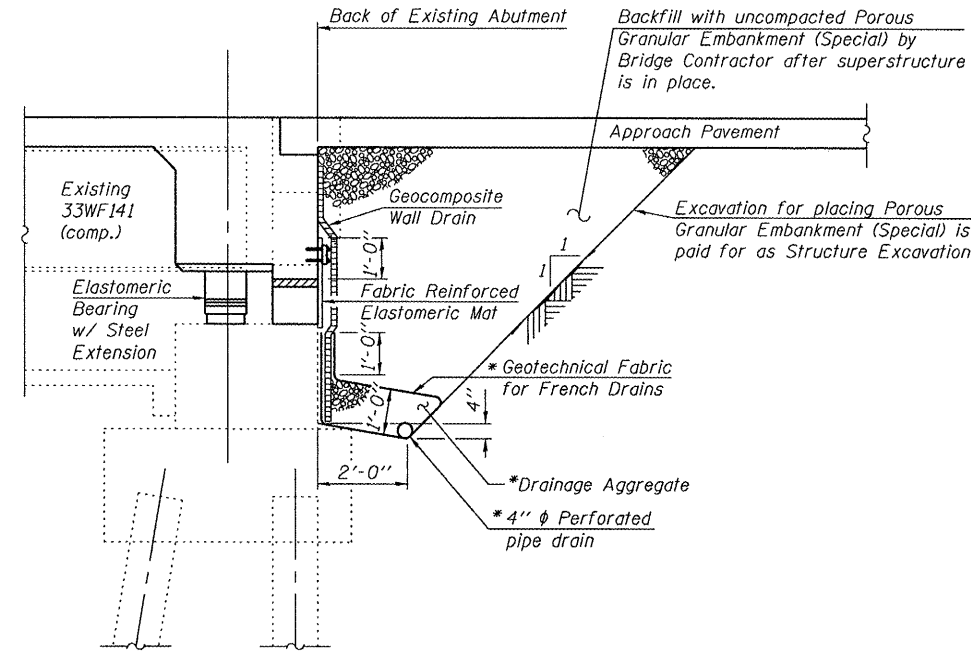 Back of Existing Abutment
Backfill with uncompacted Porous
Granular Embankment (Special) by
Bridge Contractor after superstructure
is in place.
Approach Pavement
Existing
33WF141
(comp.)
Geocomposite
Wall Drain
Excavation for placing Porous
Granular Embankment (Special) is
paid for as Structure Excavation
1
1
1'-0"
Elastomeric
Bearing
w/ Steel
Extension
Fabric Reinforced
Elastomeric Mat
1'-0"
* Geotechnical Fabric
for French Drains
1'-0"
4"
2'-0"
*Drainage Aggregate
* 4" ϕ Perforated
pipe drain